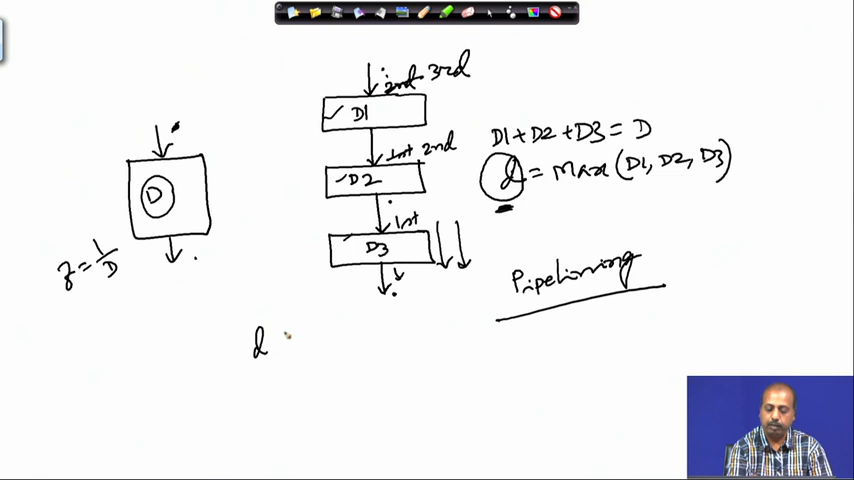 2nd 3rd
D1
1st 2nd
D2
1st
D3
D
f = 1/D
D1 + D2 + D3 = D
d = Max (D1, D2, D3)
Pipelining
d